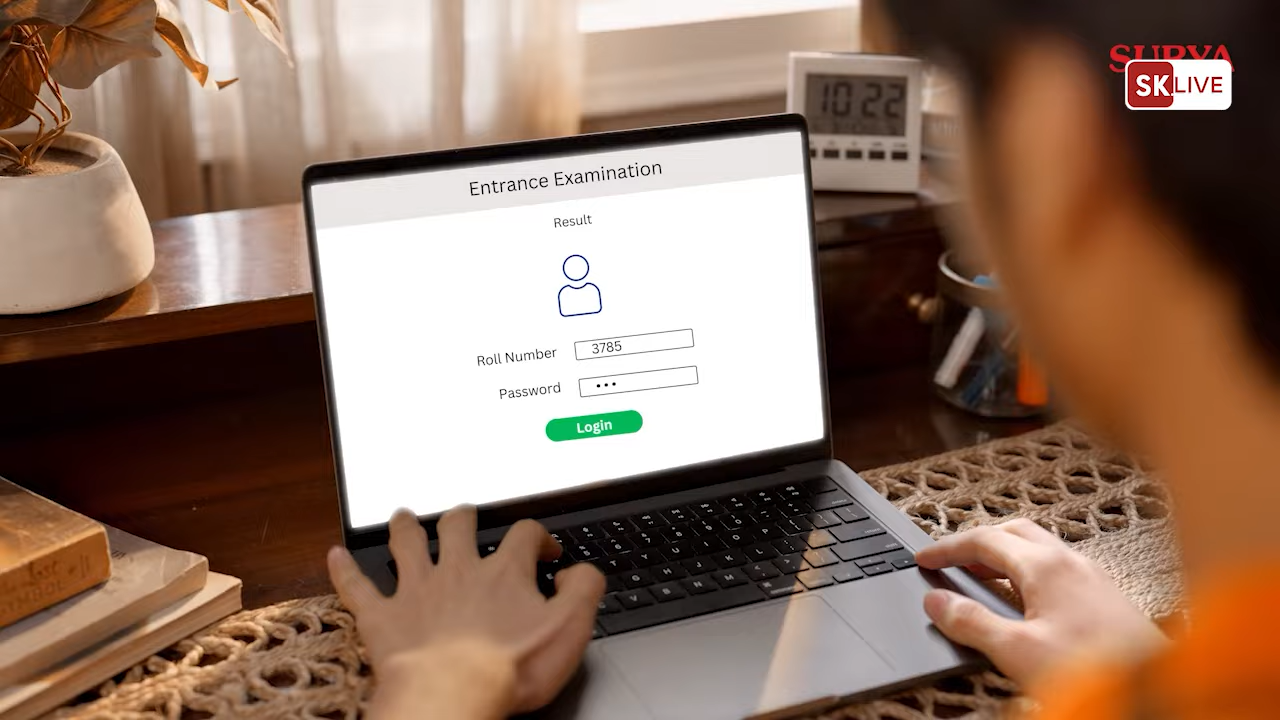 SURYA
SK LIVE
10:22
Entrance Examination
Result
Roll Number 3785
Password •••
Login